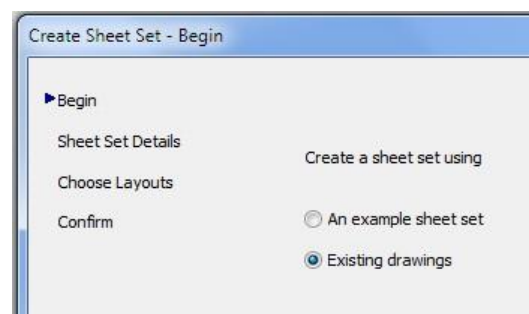 Create Sheet Set - Begin
Begin
Sheet Set Details
Choose Layouts
Confirm
Create a sheet set using
An example sheet set
Existing drawings